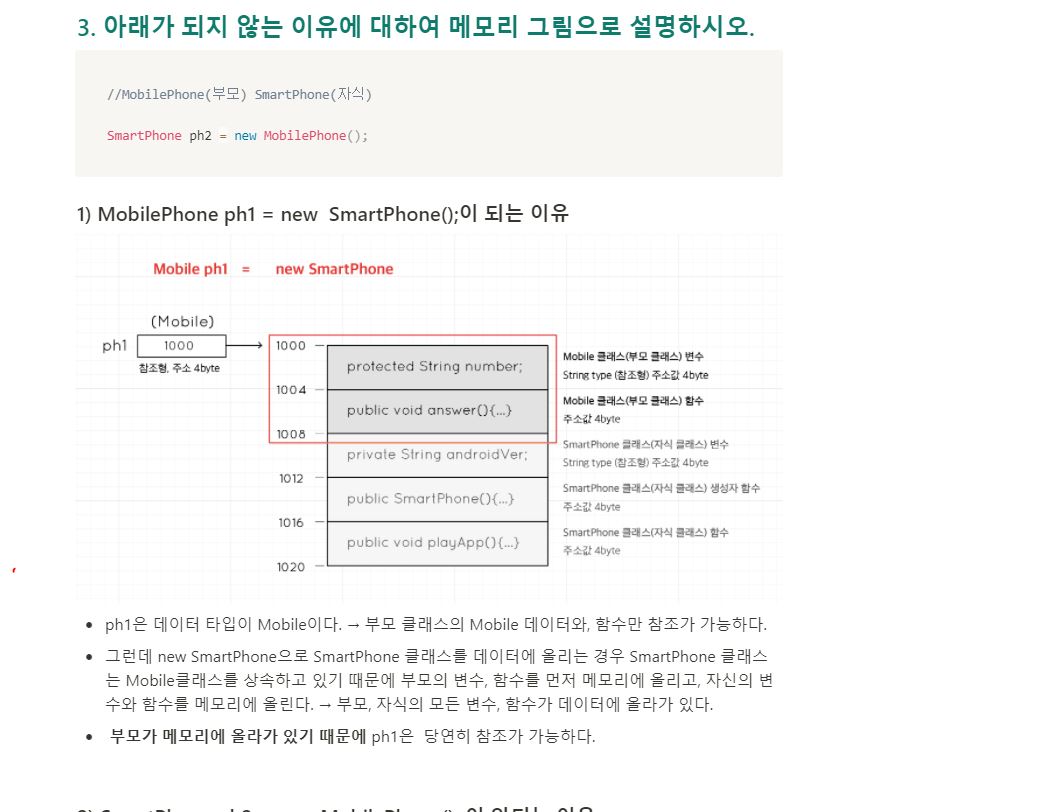 3. 아래가 되지 않는 이유에 대하여 메모리 그림으로 설명하시오.
//MobilePhone(부모) SmartPhone(자식)
SmartPhone ph2 = new MobilePhone();
1) MobilePhone ph1 = new SmartPhone();이 되는 이유
Mobile ph1 = new SmartPhone
(Mobile)
ph1 1000
참조형, 주소 4byte
1000
protected String number;
Mobile 클래스(부모 클래스) 변수
String type (참조형) 주소값 4byte
1004
public void answer(){...}
Mobile 클래스(부모 클래스) 함수
주소값 4byte
1008
private String androidVer;
SmartPhone 클래스(자식 클래스) 변수
String type (참조형) 주소값 4byte
1012
public SmartPhone(){...}
SmartPhone 클래스(자식 클래스) 생성자 함수
주소값 4byte
1016
public void playApp(){...}
SmartPhone 클래스(자식 클래스) 함수
주소값 4byte
1020
• ph1은 데이터 타입이 Mobile이다. → 부모 클래스의 Mobile 데이터와, 함수만 참조가 가능하다.
• 그런데 new SmartPhone으로 SmartPhone 클래스를 데이터에 올리는 경우 SmartPhone 클래스
는 Mobile클래스를 상속하고 있기 때문에 부모의 변수, 함수를 먼저 메모리에 올리고, 자신의 변
수와 함수를 메모리에 올린다. → 부모, 자식의 모든 변수, 함수가 데이터에 올라가 있다.
• 부모가 메모리에 올라가 있기 때문에 ph1은 당연히 참조가 가능하다.